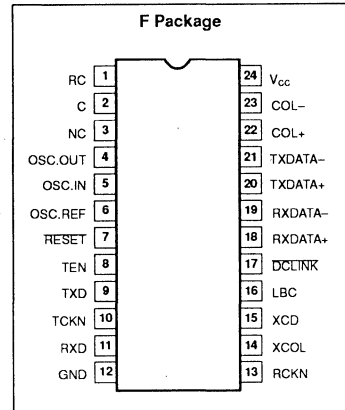 F Package
RC 1 24 VCC
C 2 23 COL–
NC 3 22 COL+
OSC.OUT 4 21 TXDATA–
OSC.IN 5 20 TXDATA+
OSC.REF 6 19 RXDATA–
RESET 7 18 RXDATA+
TEN 8 17 DCLINK
TXD 9 16 LBC
TCKN 10 15 XCD
RXD 11 14 XCOL
GND 12 13 RCKN